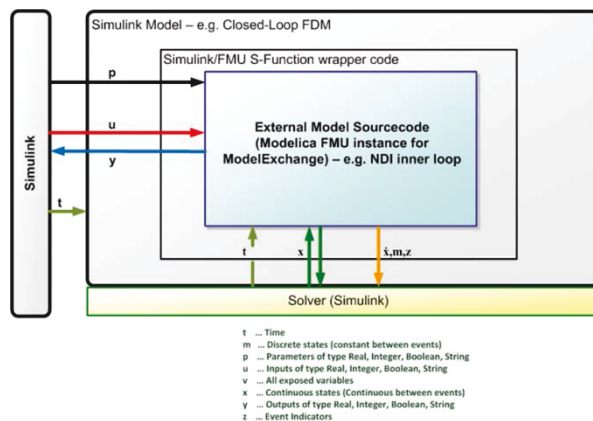 Simulink Model – e.g. Closed-Loop FDM
Simulink/FMU S-Function wrapper code
p
External Model Sourcecode
(Modelica FMU instance for
ModelExchange) – e.g. NDI inner loop
u
y
Simulink
t
t
x
ẋ,m,z
Solver (Simulink)
t ... Time
m ... Discrete states (constant between events)
p ... Parameters of type Real, Integer, Boolean, String
u ... Inputs of type Real, Integer, Boolean, String
v ... All exposed variables
x ... Continuous states (Continuous between events)
y ... Outputs of type Real, Integer, Boolean, String
z ... Event Indicators